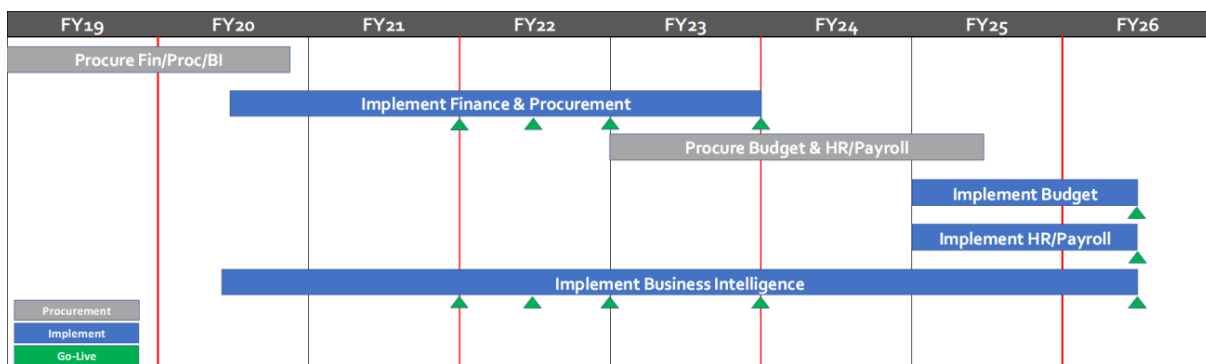 FY19 FY20 FY21 FY22 FY23 FY24 FY25 FY26
Procure Fin/Proc/BI
Implement Finance & Procurement
Procure Budget & HR/Payroll
Implement Budget
Implement HR/Payroll
Implement Business Intelligence
Procurement
Implement
Go-Live